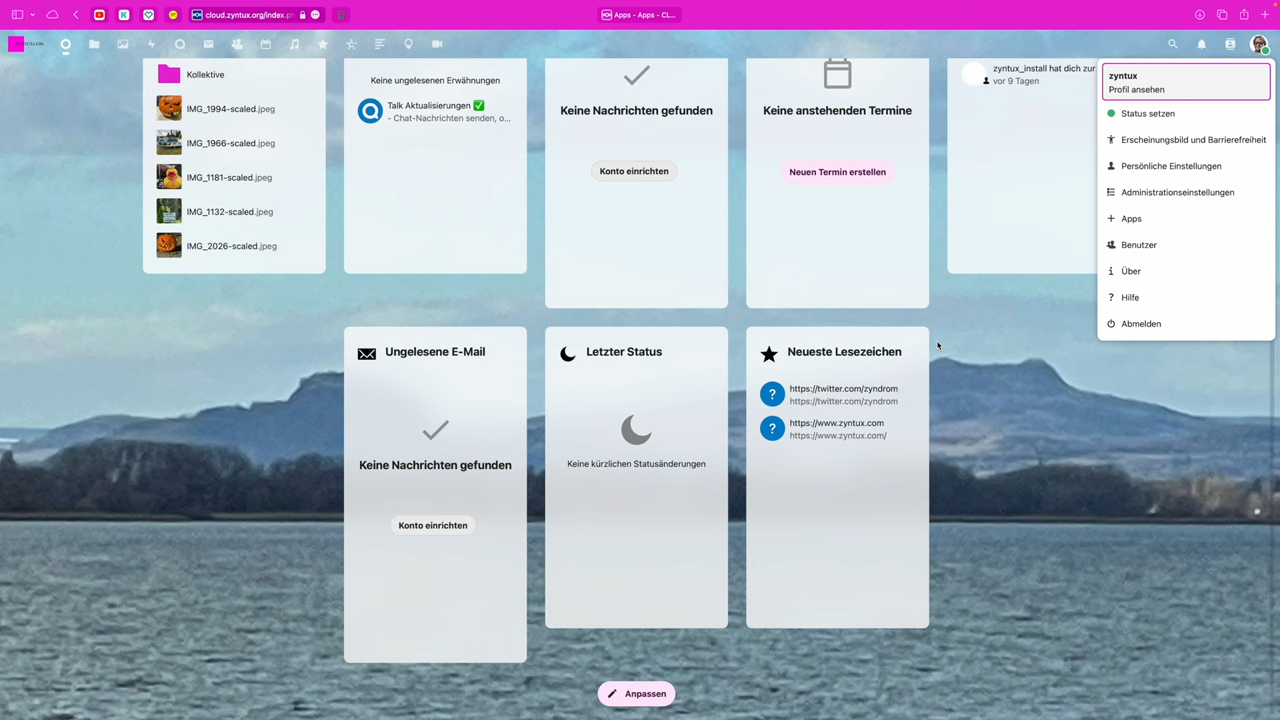 cloud.zyntux.org/index.p
Apps - Apps - CL...
Kollektive
IMG_1994-scaled.jpeg
IMG_1966-scaled.jpeg
IMG_1181-scaled.jpeg
IMG_1132-scaled.jpeg
IMG_2026-scaled.jpeg
Keine ungelesenen Erwähnungen
Talk Aktualisierungen ✅
- Chat-Nachrichten senden, o...
Keine Nachrichten gefunden
Konto einrichten
Keine anstehenden Termine
Neuen Termin erstellen
zyntux_install hat dich zur
vor 9 Tagen
zyntux
Profil ansehen
Status setzen
Erscheinungsbild und Barrierefreiheit
Persönliche Einstellungen
Administrationseinstellungen
Apps
Benutzer
Über
Hilfe
Abmelden
Ungelesene E-Mail
Keine Nachrichten gefunden
Konto einrichten
Letzter Status
Keine kürzlichen Statusänderungen
Neueste Lesezeichen
https://twitter.com/zyndrom
https://twitter.com/zyndrom
https://www.zyntux.com
https://www.zyntux.com/
Anpassen